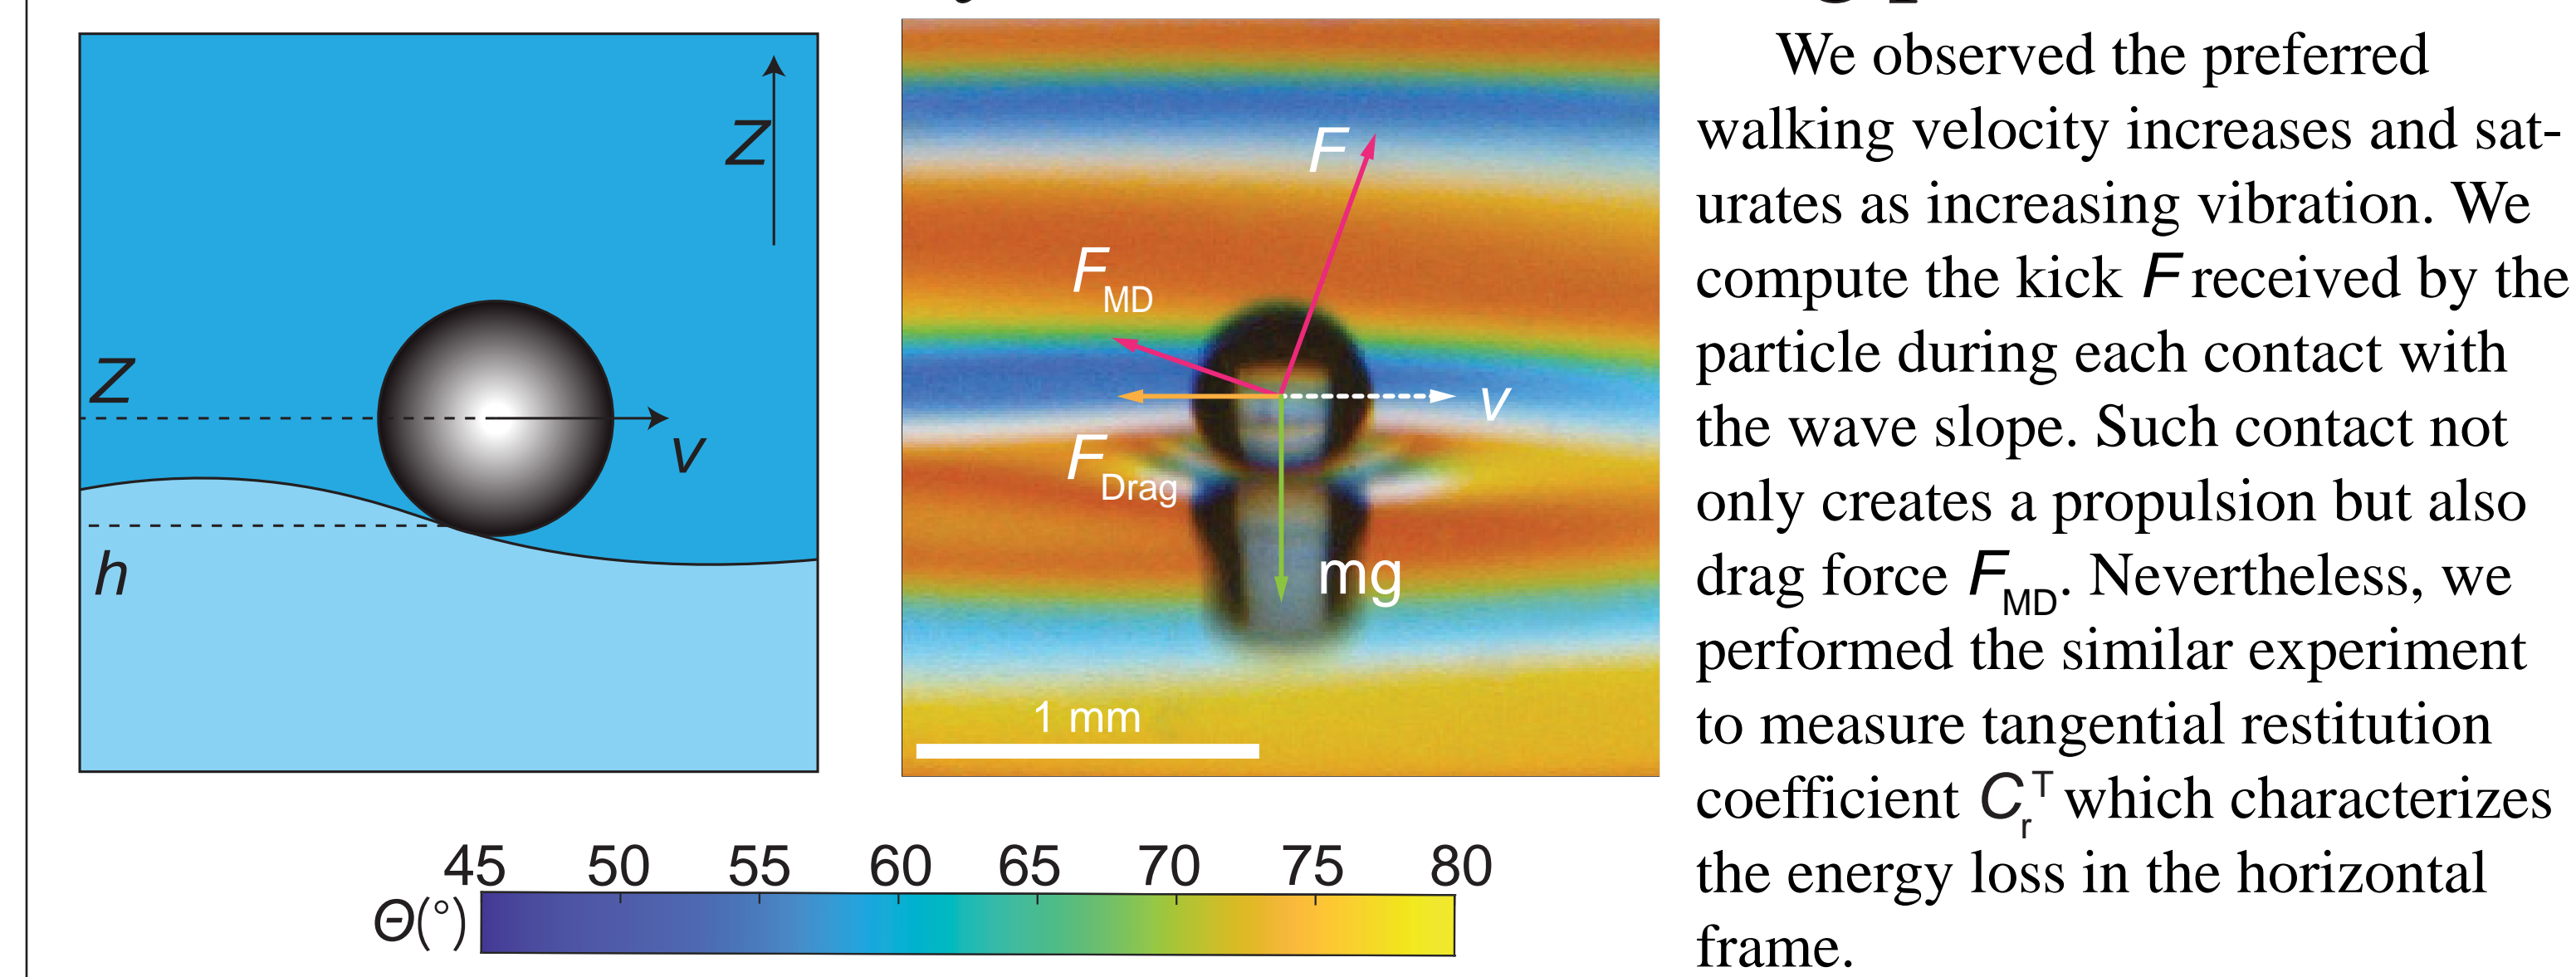 Z
Z
v
h
F
F_MD
v
F_Drag
mg
1 mm
45 50 55 60 65 70 75 80
Θ(°)
We observed the preferred
walking velocity increases and sat-
urates as increasing vibration. We
compute the kick F received by the
particle during each contact with
the wave slope. Such contact not
only creates a propulsion but also
drag force F_MD. Nevertheless, we
performed the similar experiment
to measure tangential restitution
coefficient C_r^T which characterizes
the energy loss in the horizontal
frame.